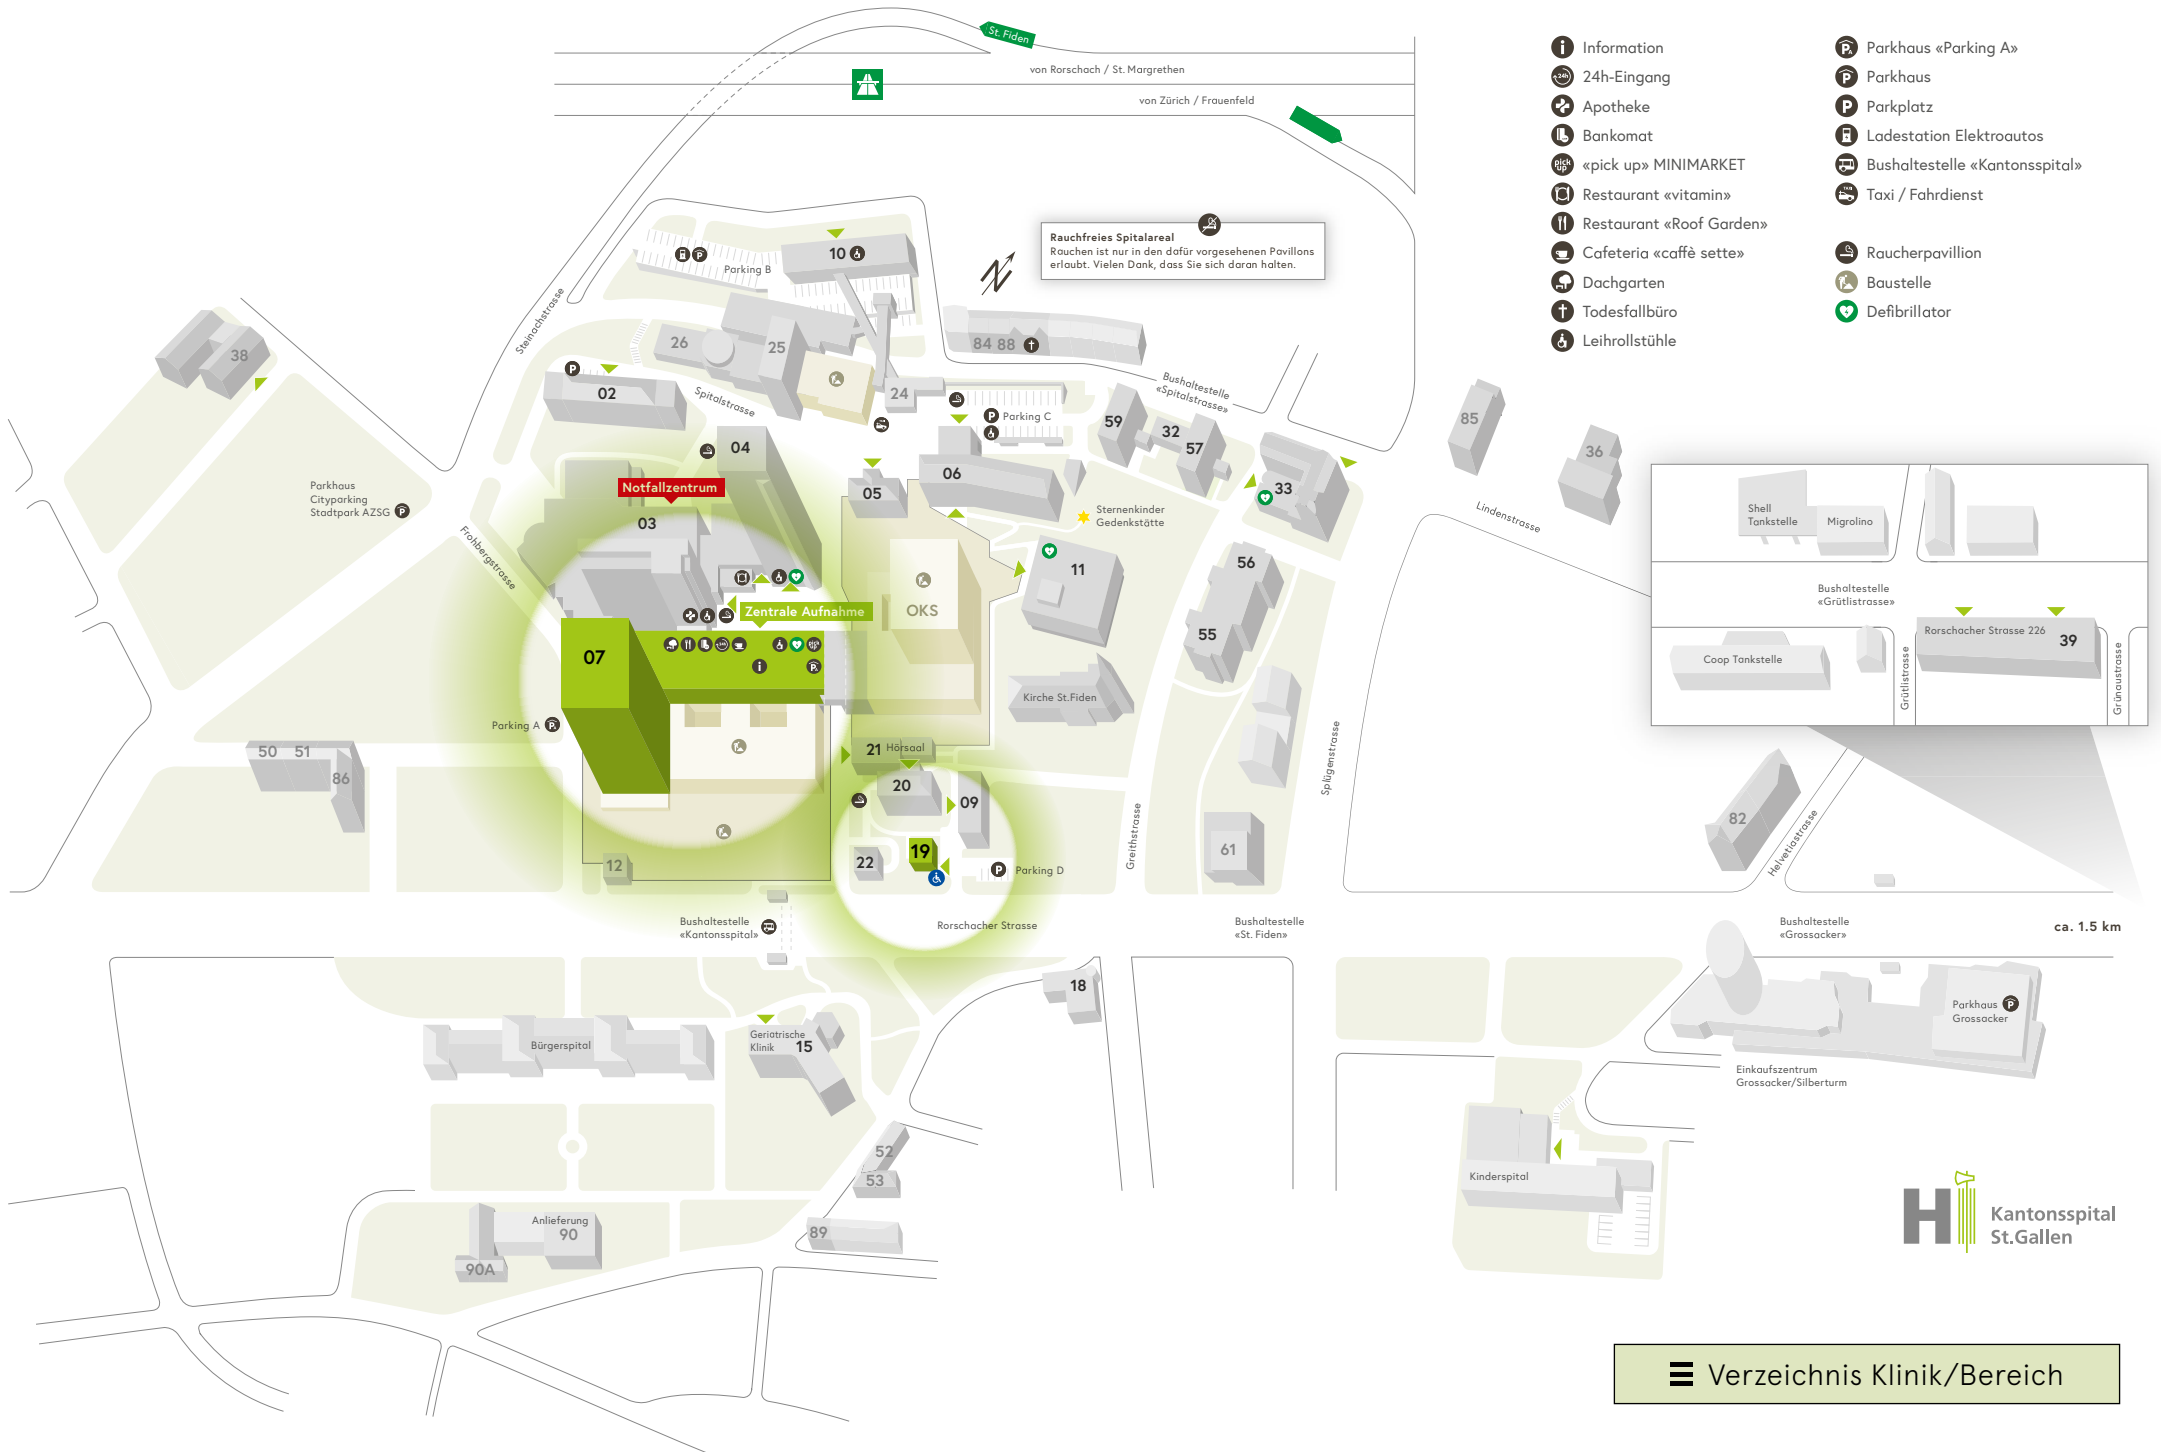 St. Fiden
von Rorschach / St. Margrethen
von Zürich / Frauenfeld
Information
24h-Eingang
Apotheke
Bankomat
«pick up» MINIMARKET
Restaurant «vitamin»
Restaurant «Roof Garden»
Cafeteria «caffè sette»
Dachgarten
Todesfallbüro
Leihrollstühle
Parkhaus «Parking A»
Parkhaus
Parkplatz
Ladestation Elektroautos
Bushaltestelle «Kantonsspital»
Taxi / Fahrdienst
Raucherpavillion
Baustelle
Defibrillator
Rauchfreies Spitalareal
Rauchen ist nur in den dafür vorgesehenen Pavillons
erlaubt. Vielen Dank, dass Sie sich daran halten.
N
Parking B
10
Steinachstrasse
38
26
25
84 88
02
Spitalstrasse
24
Parking C
Bushaltestelle
«Spitalstrasse»
59
32
57
85
36
33
04
06
05
Parkhaus
Cityparking
Stadtpark AZSG
Notfallzentrum
03
Frohbergstrasse
Sternenkinder
Gedenkstätte
Lindenstrasse
11
56
55
OKS
Zentrale Aufnahme
07
Kirche St.Fiden
Parking A
50 51
86
21 Hörsaal
20
09
22
19
12
Parking D
61
Greithstrasse
Splügenstrasse
82
Helvetiastrasse
Shell
Tankstelle
Migrolino
Bushaltestelle
«Grütlistrasse»
Rorschacher Strasse 226
39
Coop Tankstelle
Grütlistrasse
Grünaustrasse
Bushaltestelle
«Kantonsspital»
Rorschacher Strasse
Bushaltestelle
«St. Fiden»
Bushaltestelle
«Grossacker»
ca. 1.5 km
18
Bürgerspital
Geriatrische
Klinik
15
Parkhaus
Grossacker
Einkaufszentrum
Grossacker/Silberturm
52
53
89
Anlieferung
90
90A
Kinderspital
Kantonsspital
St.Gallen
Verzeichnis Klinik/Bereich